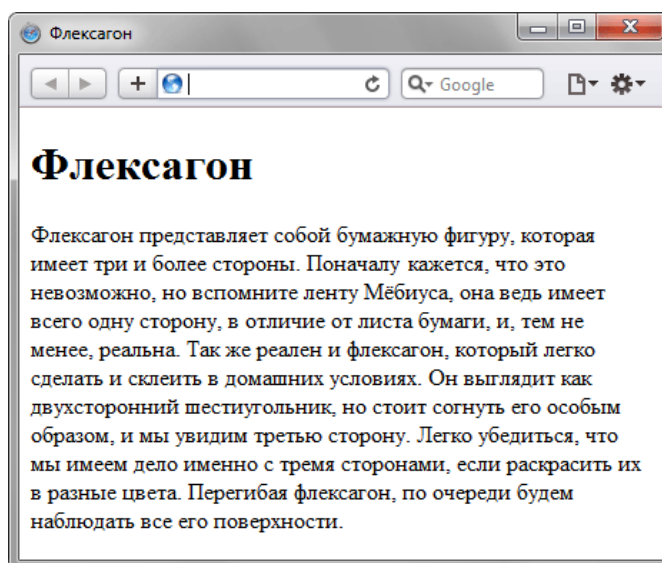 Флексагон
Google
Флексагон
Флексагон представляет собой бумажную фигуру, которая
имеет три и более стороны. Поначалу кажется, что это
невозможно, но вспомните ленту Мёбиуса, она ведь имеет
всего одну сторону, в отличие от листа бумаги, и, тем не
менее, реальна. Так же реален и флексагон, который легко
сделать и склеить в домашних условиях. Он выглядит как
двухсторонний шестиугольник, но стоит согнуть его особым
образом, и мы увидим третью сторону. Легко убедиться, что
мы имеем дело именно с тремя сторонами, если раскрасить их
в разные цвета. Перегибая флексагон, по очереди будем
наблюдать все его поверхности.